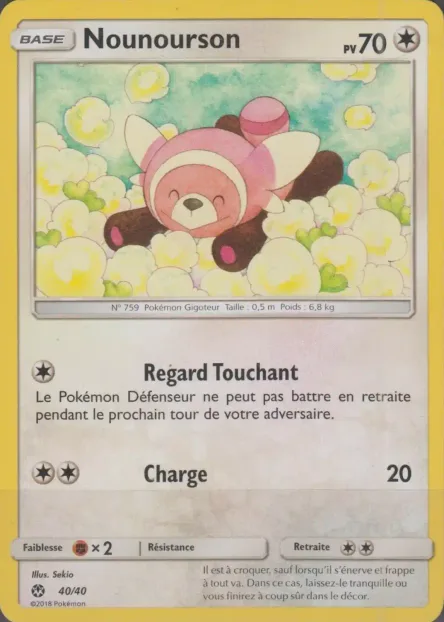 BASE Nounourson PV 70
N° 759 Pokémon Gigoteur Taille : 0,5 m Poids : 6,8 kg
Regard Touchant
Le Pokémon Défenseur ne peut pas battre en retraite
pendant le prochain tour de votre adversaire.
Charge 20
Faiblesse × 2 Résistance Retraite
Illus. Sekio
40/40
©2018 Pokémon
Il est à croquer, sauf lorsqu'il s'énerve et frappe
à tout va. Dans ce cas, laissez-le tranquille ou
vous finirez à coup sûr dans le décor.